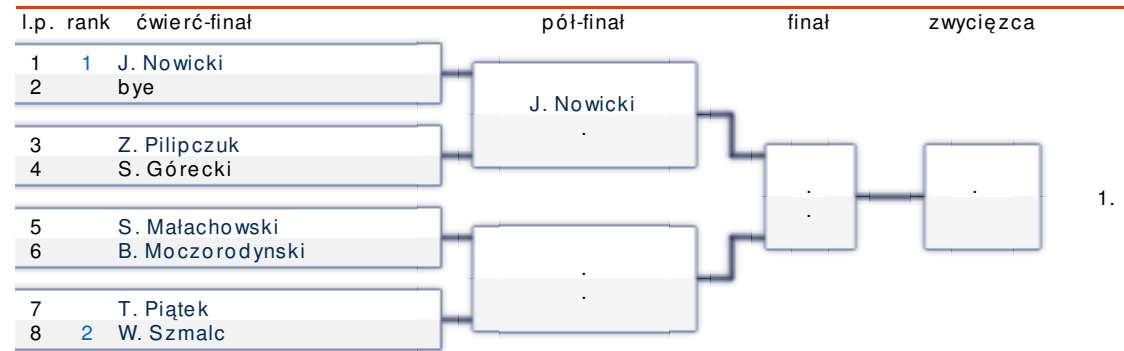 l.p. rank ćwierć-finał pół-finał finał zwycięzca
1 1 J. Nowicki
2 bye
J. Nowicki
.
3 Z. Pilipczuk
4 S. Górecki
.
.
.
1.
5 S. Małachowski
6 B. Moczorodynski
.
.
7 T. Piątek
8 2 W. Szmalc